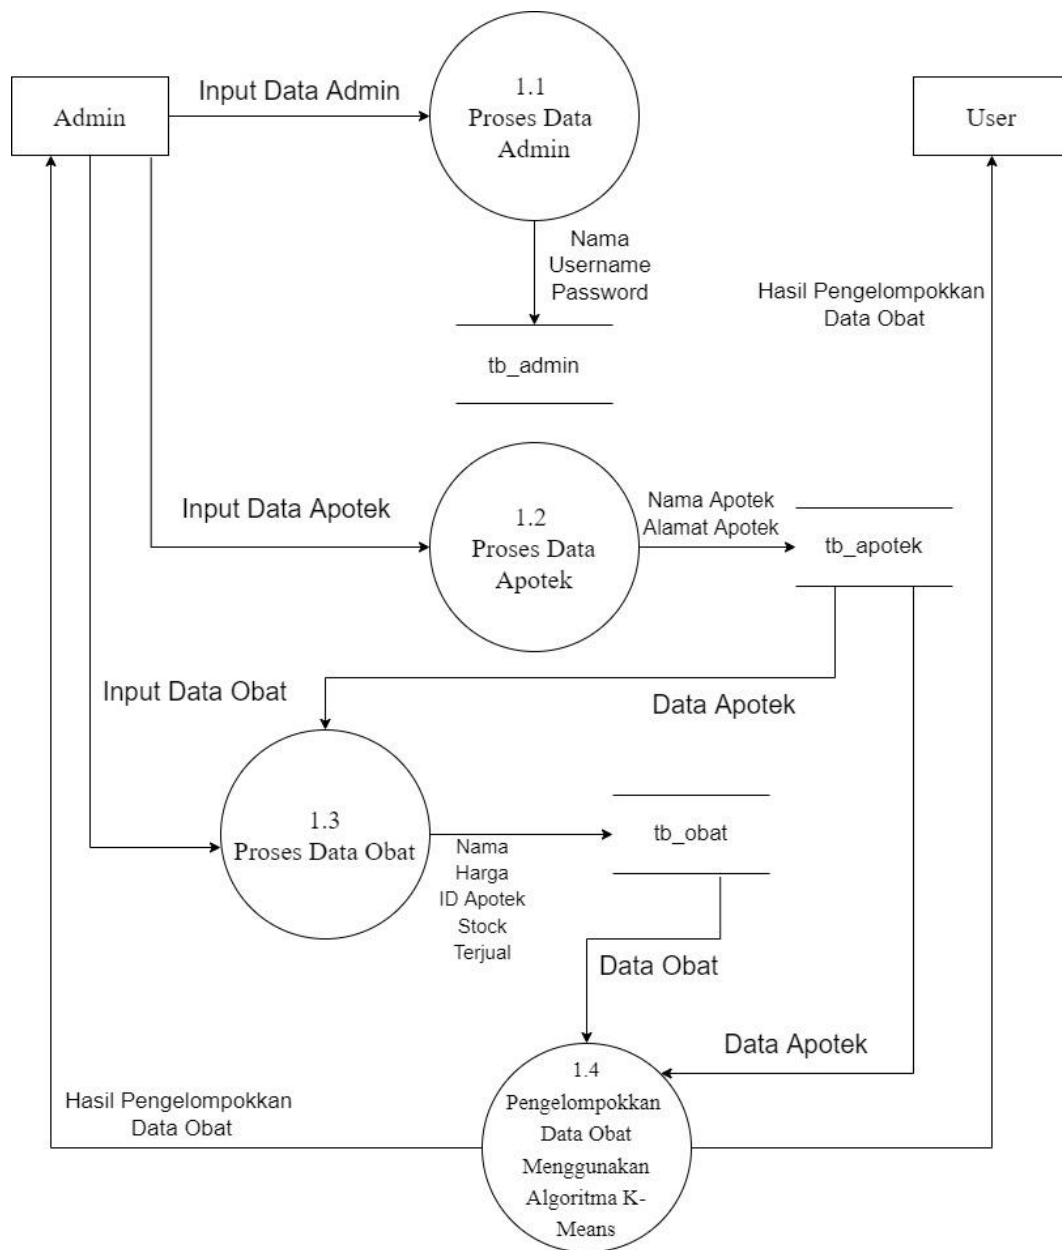 Admin
Input Data Admin
1.1
Proses Data
Admin
User
Nama
Username
Password
Hasil Pengelompokkan
Data Obat
tb_admin
Input Data Apotek
1.2
Proses Data
Apotek
Nama Apotek
Alamat Apotek
tb_apotek
Input Data Obat
Data Apotek
1.3
Proses Data Obat
Nama
Harga
ID Apotek
Stock
Terjual
tb_obat
Data Obat
Data Apotek
Hasil Pengelompokkan
Data Obat
1.4
Pengelompokkan
Data Obat
Menggunakan
Algoritma K-
Means